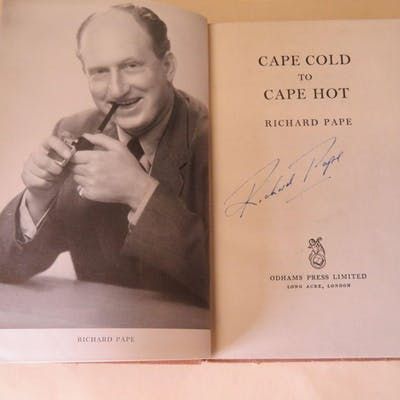 RICHARD PAPE
CAPE COLD
TO
CAPE HOT
RICHARD PAPE
Richard Pape
ODHAMS PRESS LIMITED
LONG ACRE, LONDON